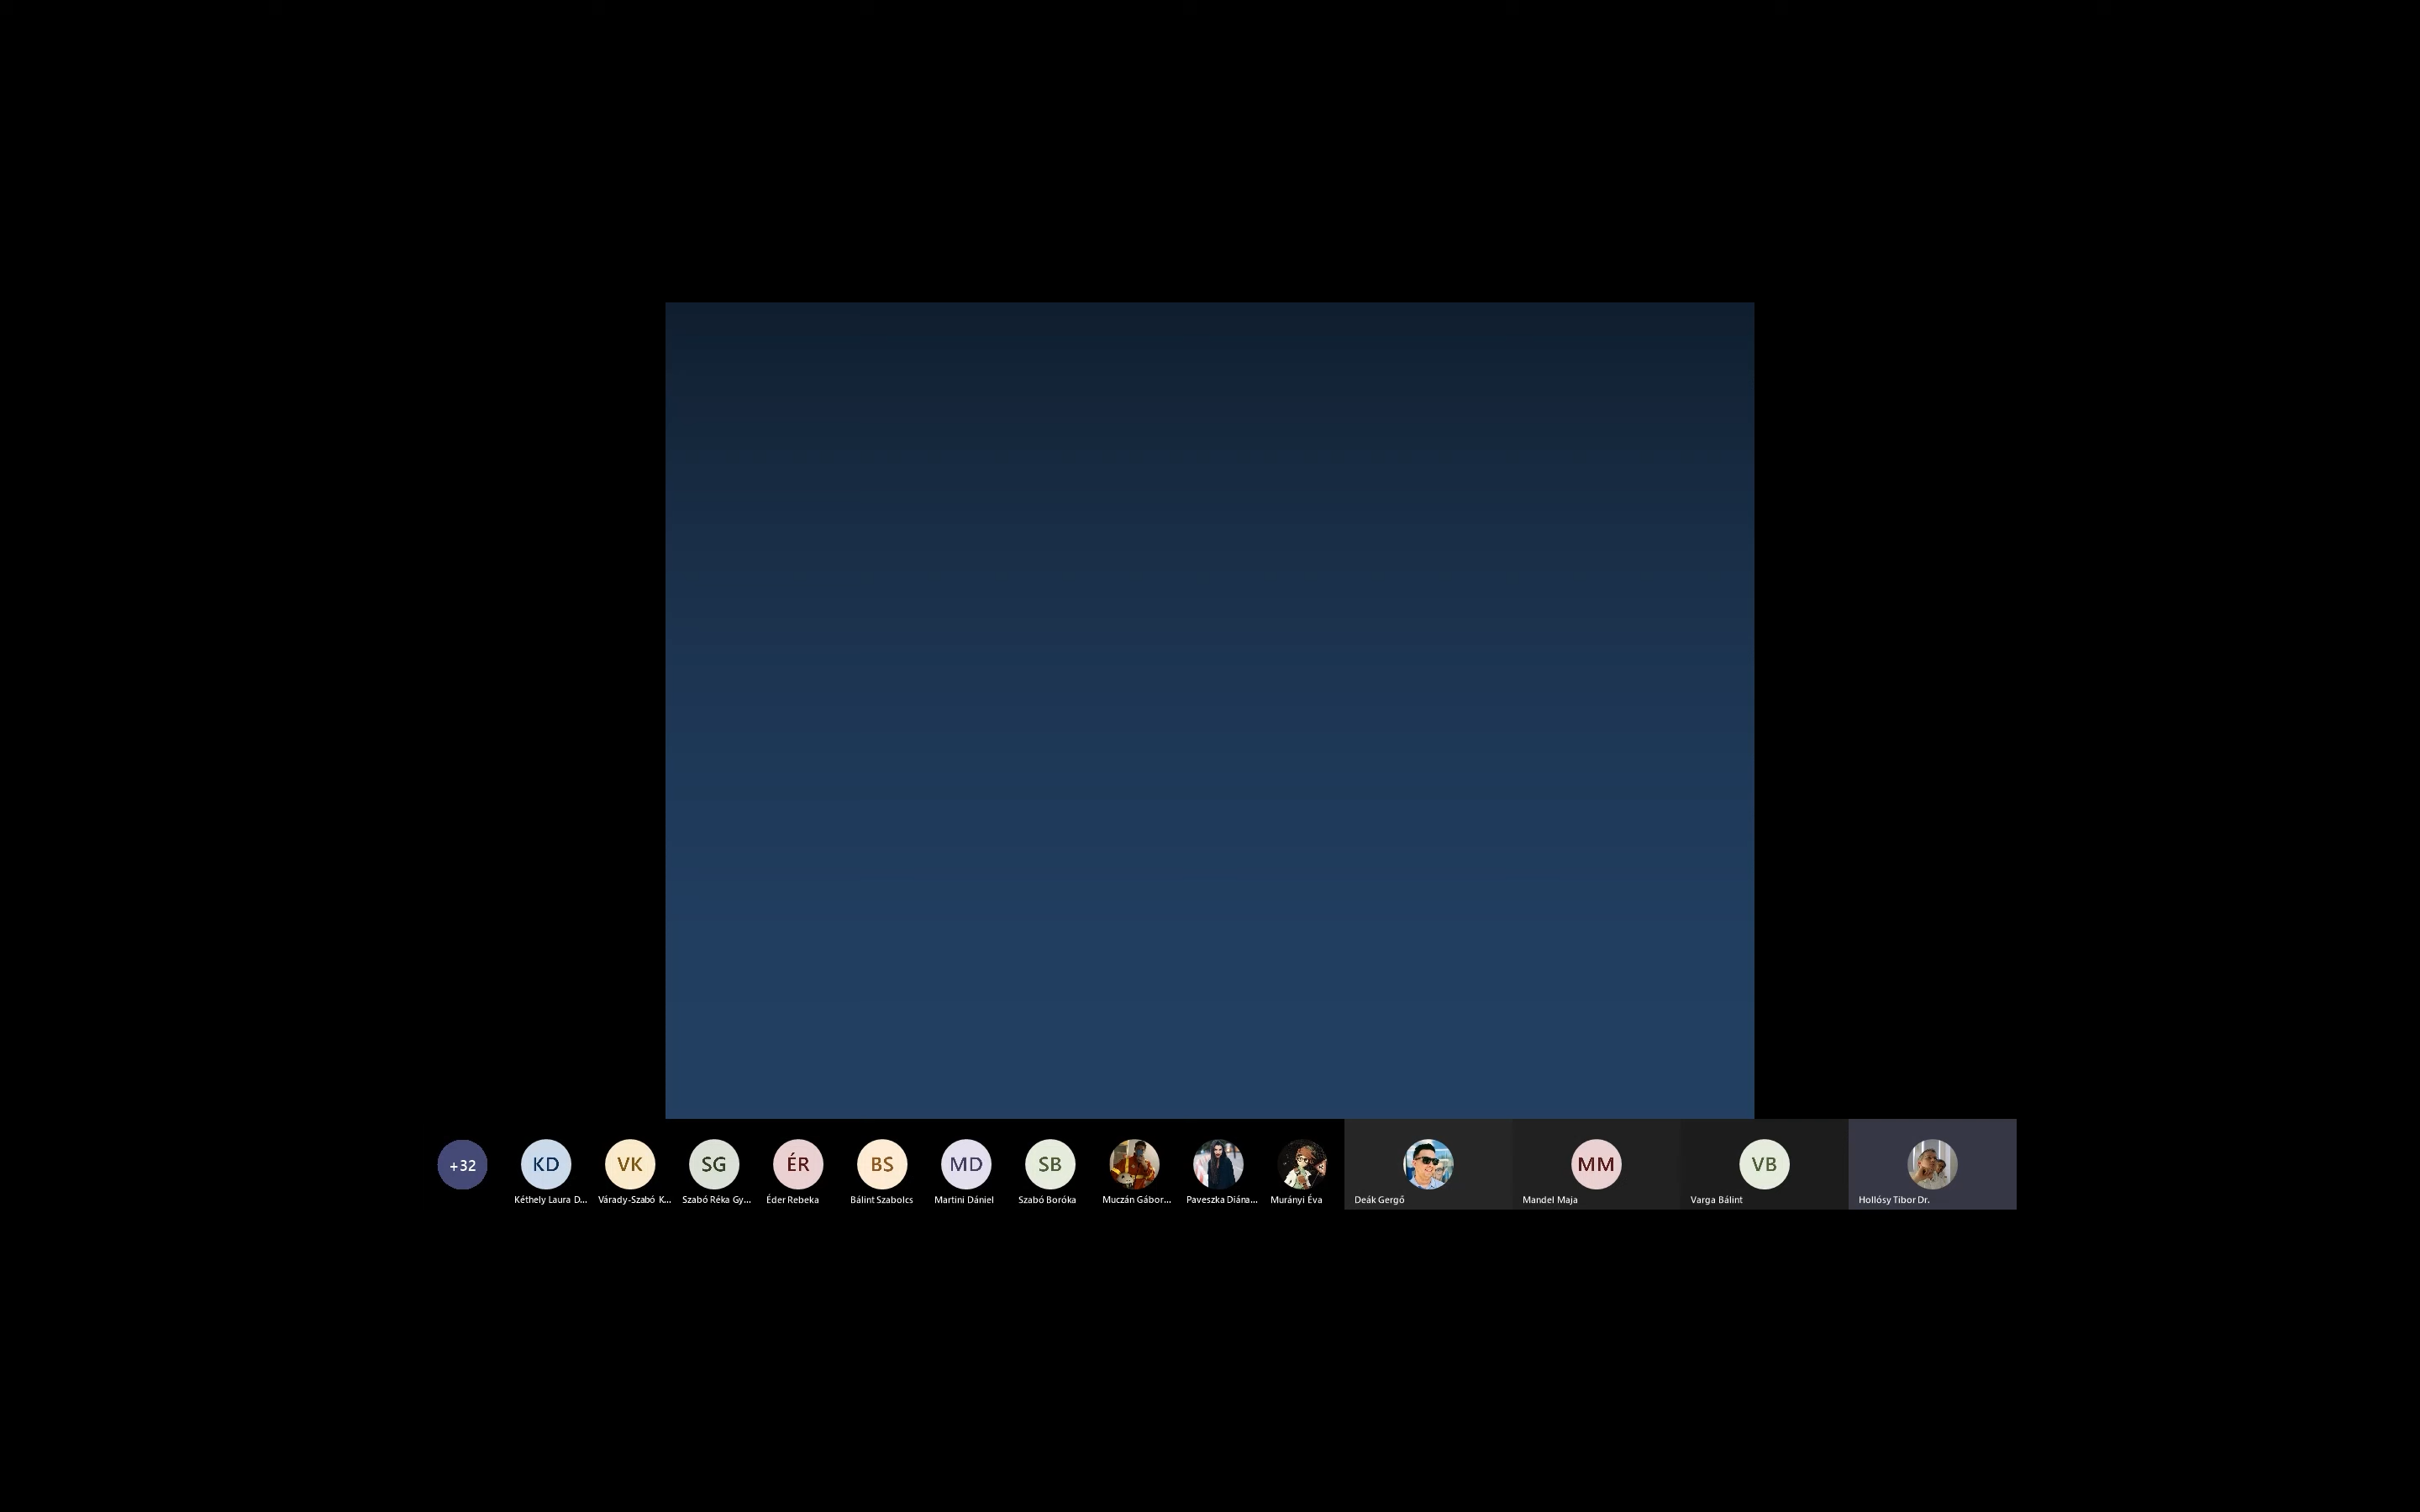 +32
KD
VK
SG
ÉR
BS
MD
SB
MM
VB
Kéthely Laura D...
Várady-Szabó K...
Szabó Réka Gy...
Éder Rebeka
Bálint Szabolcs
Martini Dániel
Szabó Boróka
Muczán Gábor...
Paveszka Diána...
Murányi Éva
Deák Gergő
Mandel Maja
Varga Bálint
Hollósy Tibor Dr.